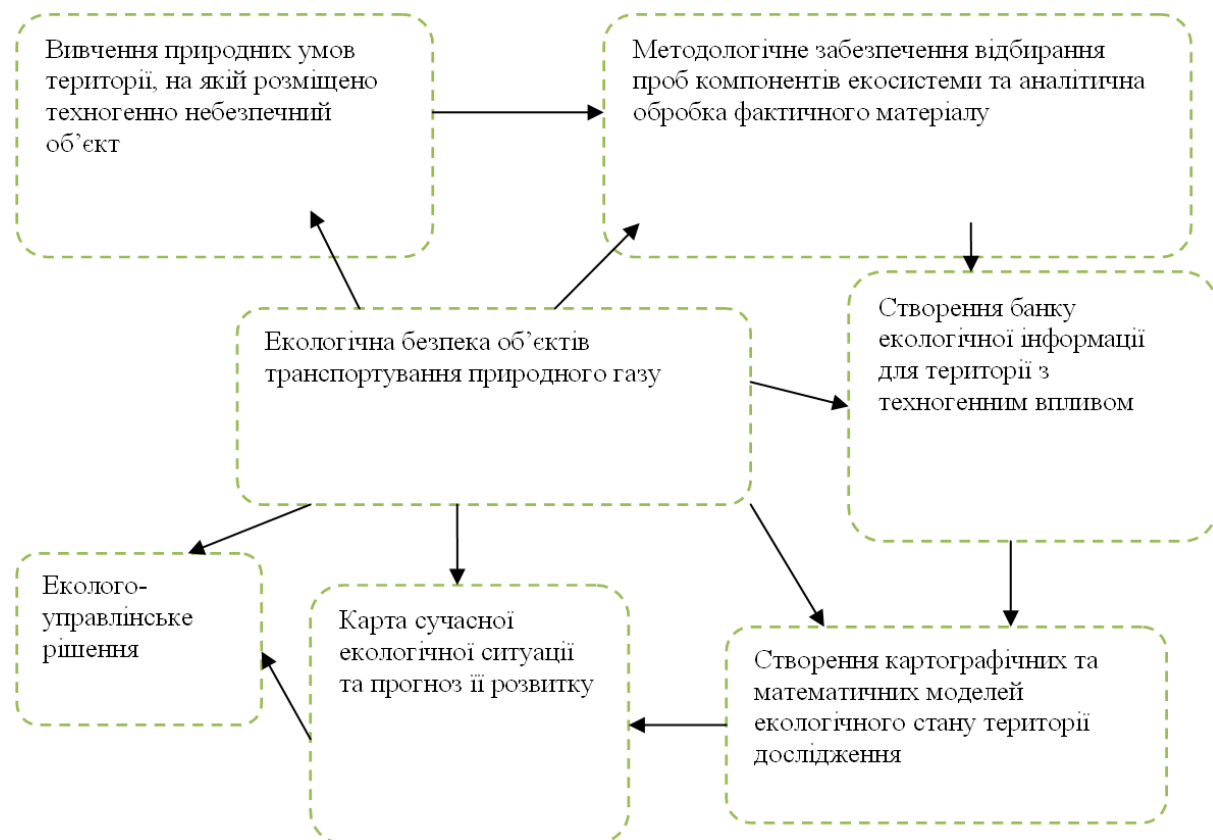 Вивчення природних умов
території, на якій розміщено
техногенно небезпечний
об’єкт
Методологічне забезпечення відбирання
проб компонентів екосистеми та аналітична
обробка фактичного матеріалу
Екологічна безпека об’єктів
транспортування природного газу
Створення банку
екологічної інформації
для території з
техногенним впливом
Еколого-
управлінське
рішення
Карта сучасної
екологічної ситуації
та прогноз її розвитку
Створення картографічних та
математичних моделей
екологічного стану території
дослідження